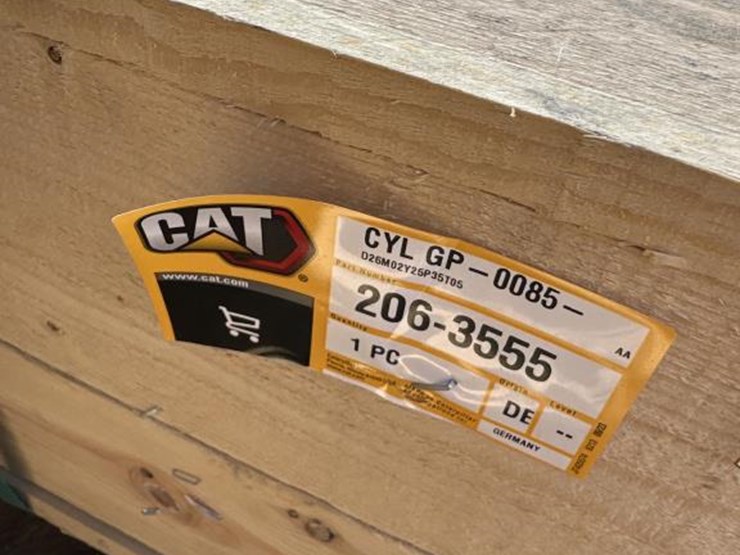 CAT
®
www.cat.com
CYL GP-0085-
D26M02Y25P35T05
AA
Part Number
206-3555
Quantity
1 PC
Origin
DE
Level
--
GERMANY